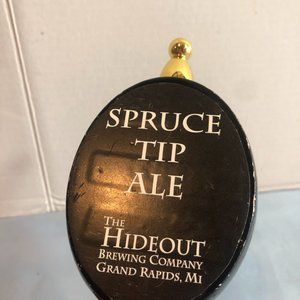 SPRUCE
TIP
ALE
THE
HIDEOUT
BREWING COMPANY
GRAND RAPIDS, MI